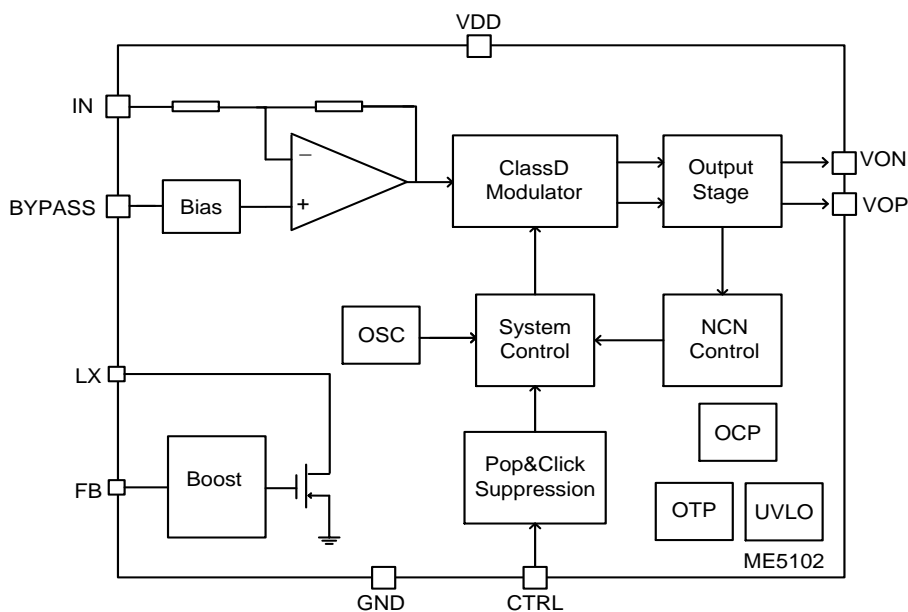 VDD
IN
−
ClassD
Modulator
Output
Stage
VON
BYPASS
Bias
+
VOP
OSC
System
Control
NCN
Control
LX
OCP
FB
Boost
Pop&Click
Suppression
OTP
UVLO
ME5102
GND
CTRL